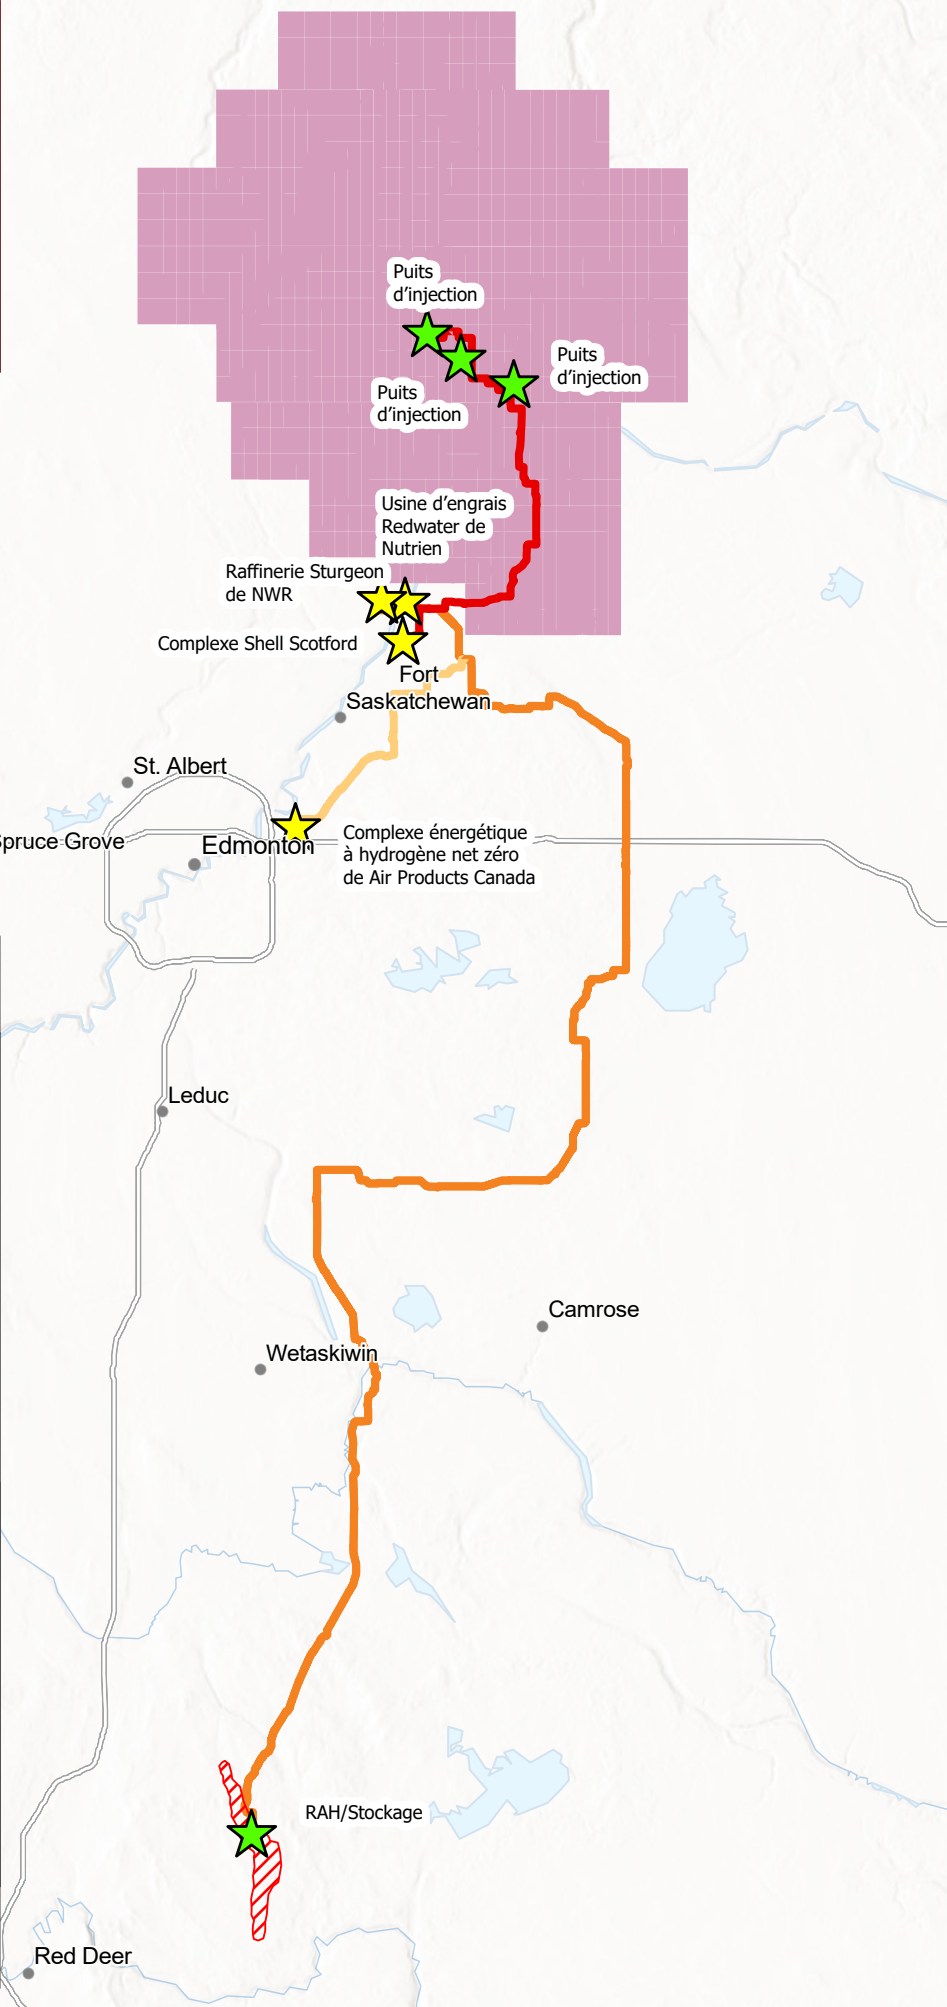 Puits
d’injection
Puits
d’injection
Puits
d’injection
Usine d’engrais
Redwater de
Nutrien
Raffinerie Sturgeon
de NWR
Complexe Shell Scotford
Fort
Saskatchewan
St. Albert
Spruce Grove
Edmonton
Complexe énergétique
à hydrogène net zéro
de Air Products Canada
Leduc
Camrose
Wetaskiwin
RAH/Stockage
Red Deer